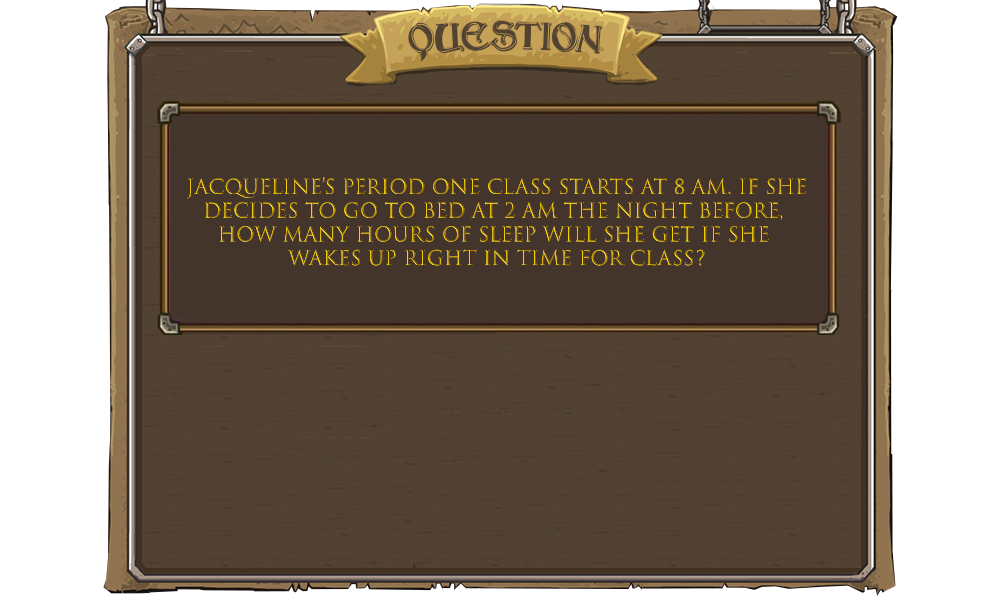 QUESTION
JACQUELINE'S PERIOD ONE CLASS STARTS AT 8 AM. IF SHE
DECIDES TO GO TO BED AT 2 AM THE NIGHT BEFORE,
HOW MANY HOURS OF SLEEP WILL SHE GET IF SHE
WAKES UP RIGHT IN TIME FOR CLASS?